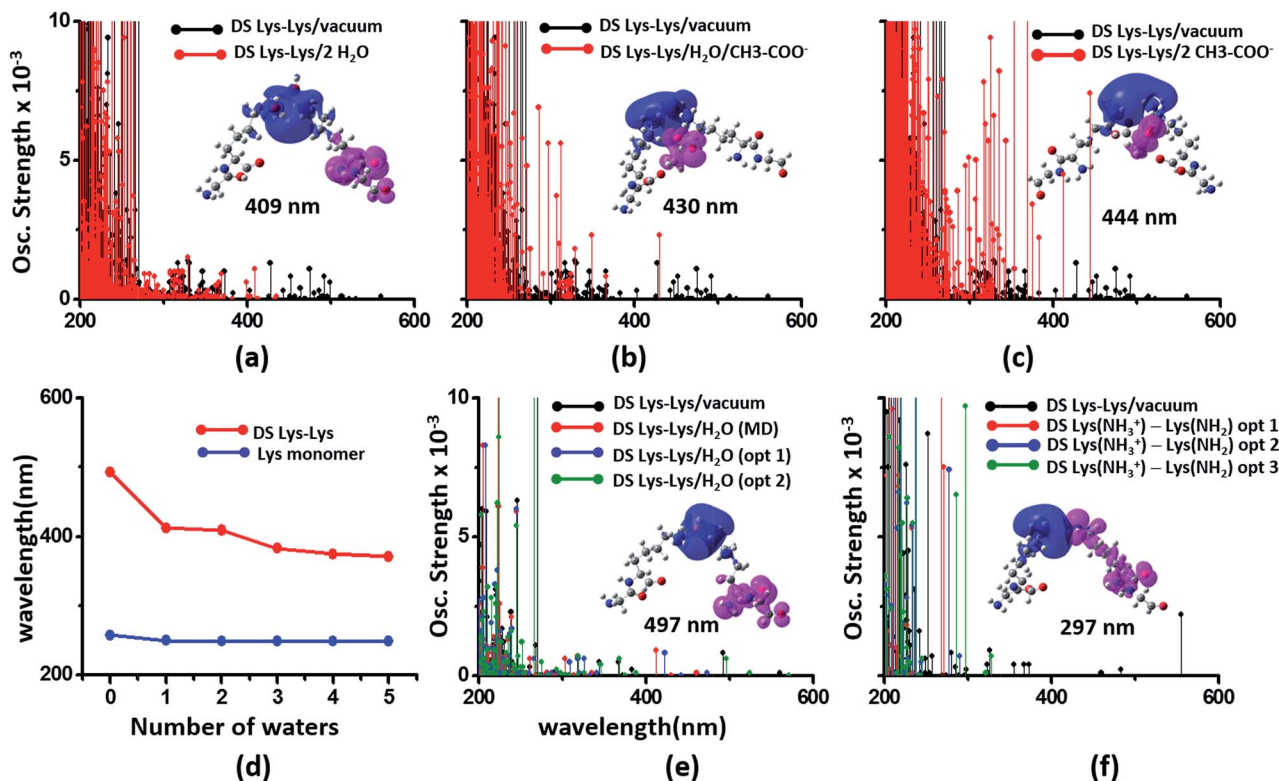 10
5
0
Osc. Strength x 10⁻³
DS Lys-Lys/vacuum
DS Lys-Lys/2 H₂O
409 nm
200
400
600
(a)
DS Lys-Lys/vacuum
DS Lys-Lys/H₂O/CH3-COO⁻
430 nm
200
400
600
(b)
DS Lys-Lys/vacuum
DS Lys-Lys/2 CH3-COO⁻
444 nm
200
400
600
(c)
600
400
200
wavelength(nm)
DS Lys-Lys
Lys monomer
0 1 2 3 4 5
Number of waters
(d)
10
5
0
Osc. Strength x 10⁻³
DS Lys-Lys/vacuum
DS Lys-Lys/H₂O (MD)
DS Lys-Lys/H₂O (opt 1)
DS Lys-Lys/H₂O (opt 2)
497 nm
200
400
600
wavelength(nm)
(e)
Osc. Strength x 10⁻³
DS Lys-Lys/vacuum
DS Lys(NH₃⁺) – Lys(NH₂) opt 1
DS Lys(NH₃⁺) – Lys(NH₂) opt 2
DS Lys(NH₃⁺) – Lys(NH₂) opt 3
297 nm
200
400
600
(f)